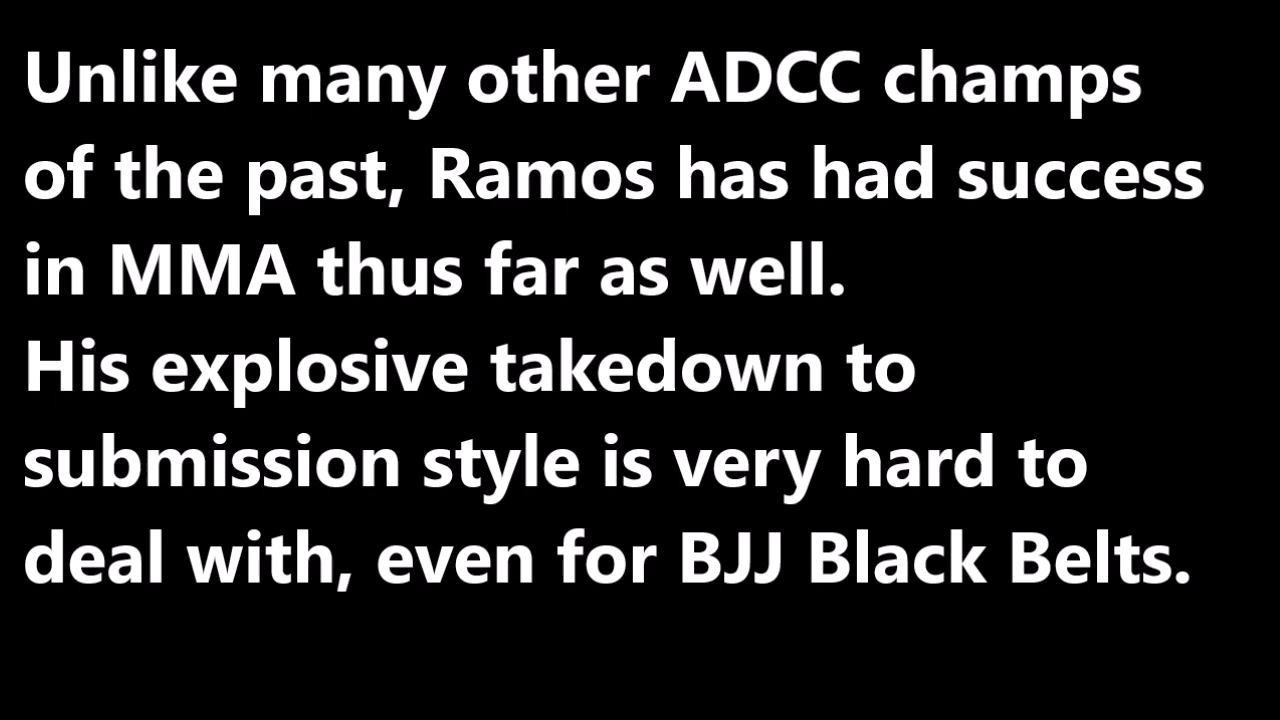 Unlike many other ADCC champs
of the past, Ramos has had success
in MMA thus far as well.
His explosive takedown to
submission style is very hard to
deal with, even for BJJ Black Belts.